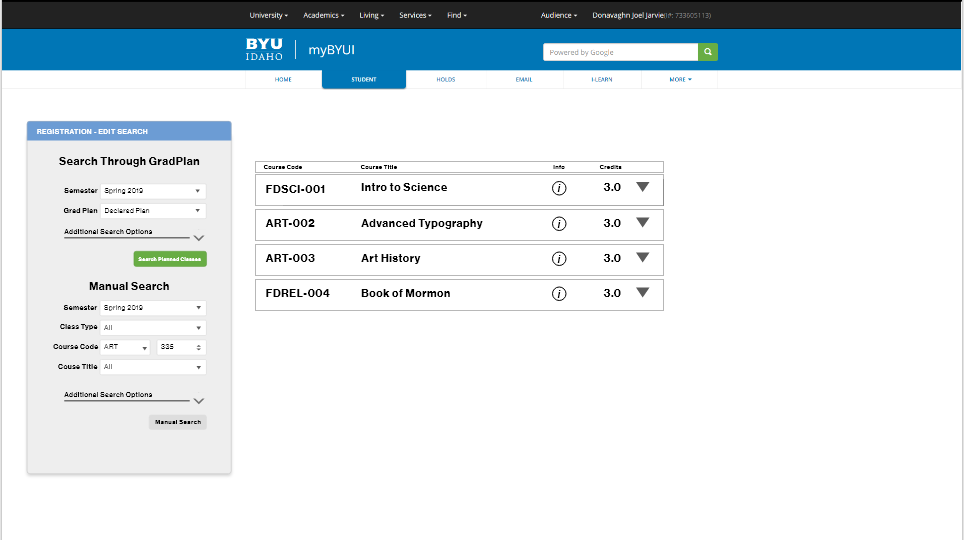 University Academics Living Services Find Audience Donavaghn Joel Jarvie(I#: 733605113)
BYU
IDAHO
myBYUI
Powered by Google
HOME STUDENT HOLDS EMAIL I-LEARN MORE
REGISTRATION - EDIT SEARCH
Search Through GradPlan
Semester Spring 2019
Grad Plan Declared Plan
Additional Search Options
Search Planned Classes
Manual Search
Semester Spring 2019
Class Type All
Course Code ART 335
Couse Title All
Additional Search Options
Manual Search
Course Code Course Title Info Credits
FDSCI-001 Intro to Science i 3.0
ART-002 Advanced Typography i 3.0
ART-003 Art History i 3.0
FDREL-004 Book of Mormon i 3.0